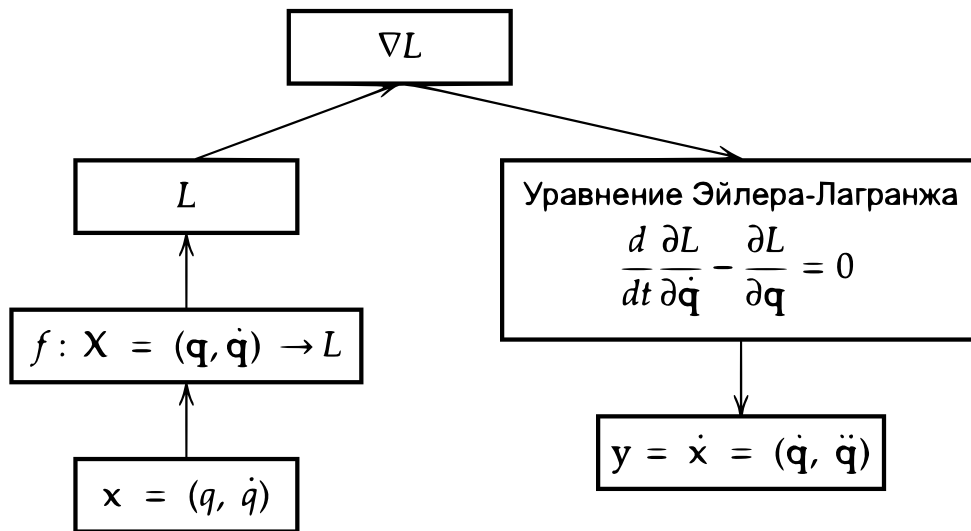 ∇L
L
Уравнение Эйлера-Лагранжа
d/dt ∂L/∂q̇ − ∂L/∂q = 0
f : X = (q, q̇) → L
y = ẋ = (q̇, q̈)
x = (q, q̇)